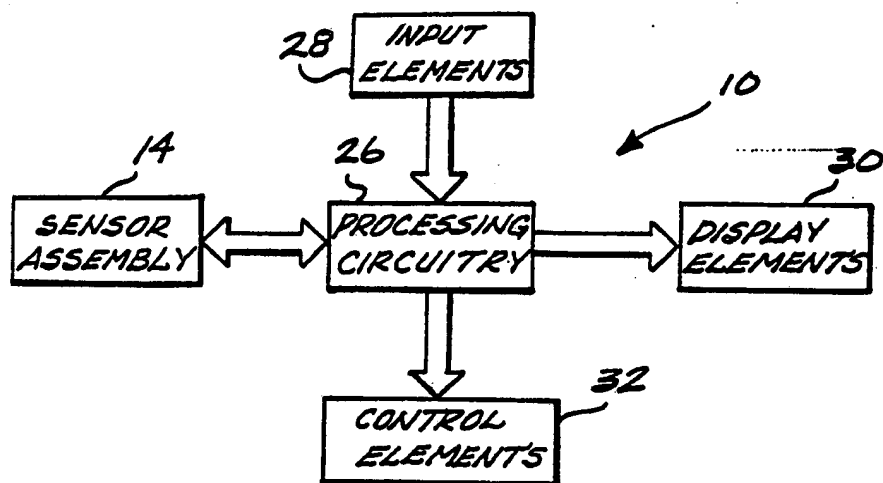 28
INPUT
ELEMENTS
10
14
SENSOR
ASSEMBLY
26
PROCESSING
CIRCUITRY
30
DISPLAY
ELEMENTS
32
CONTROL
ELEMENTS